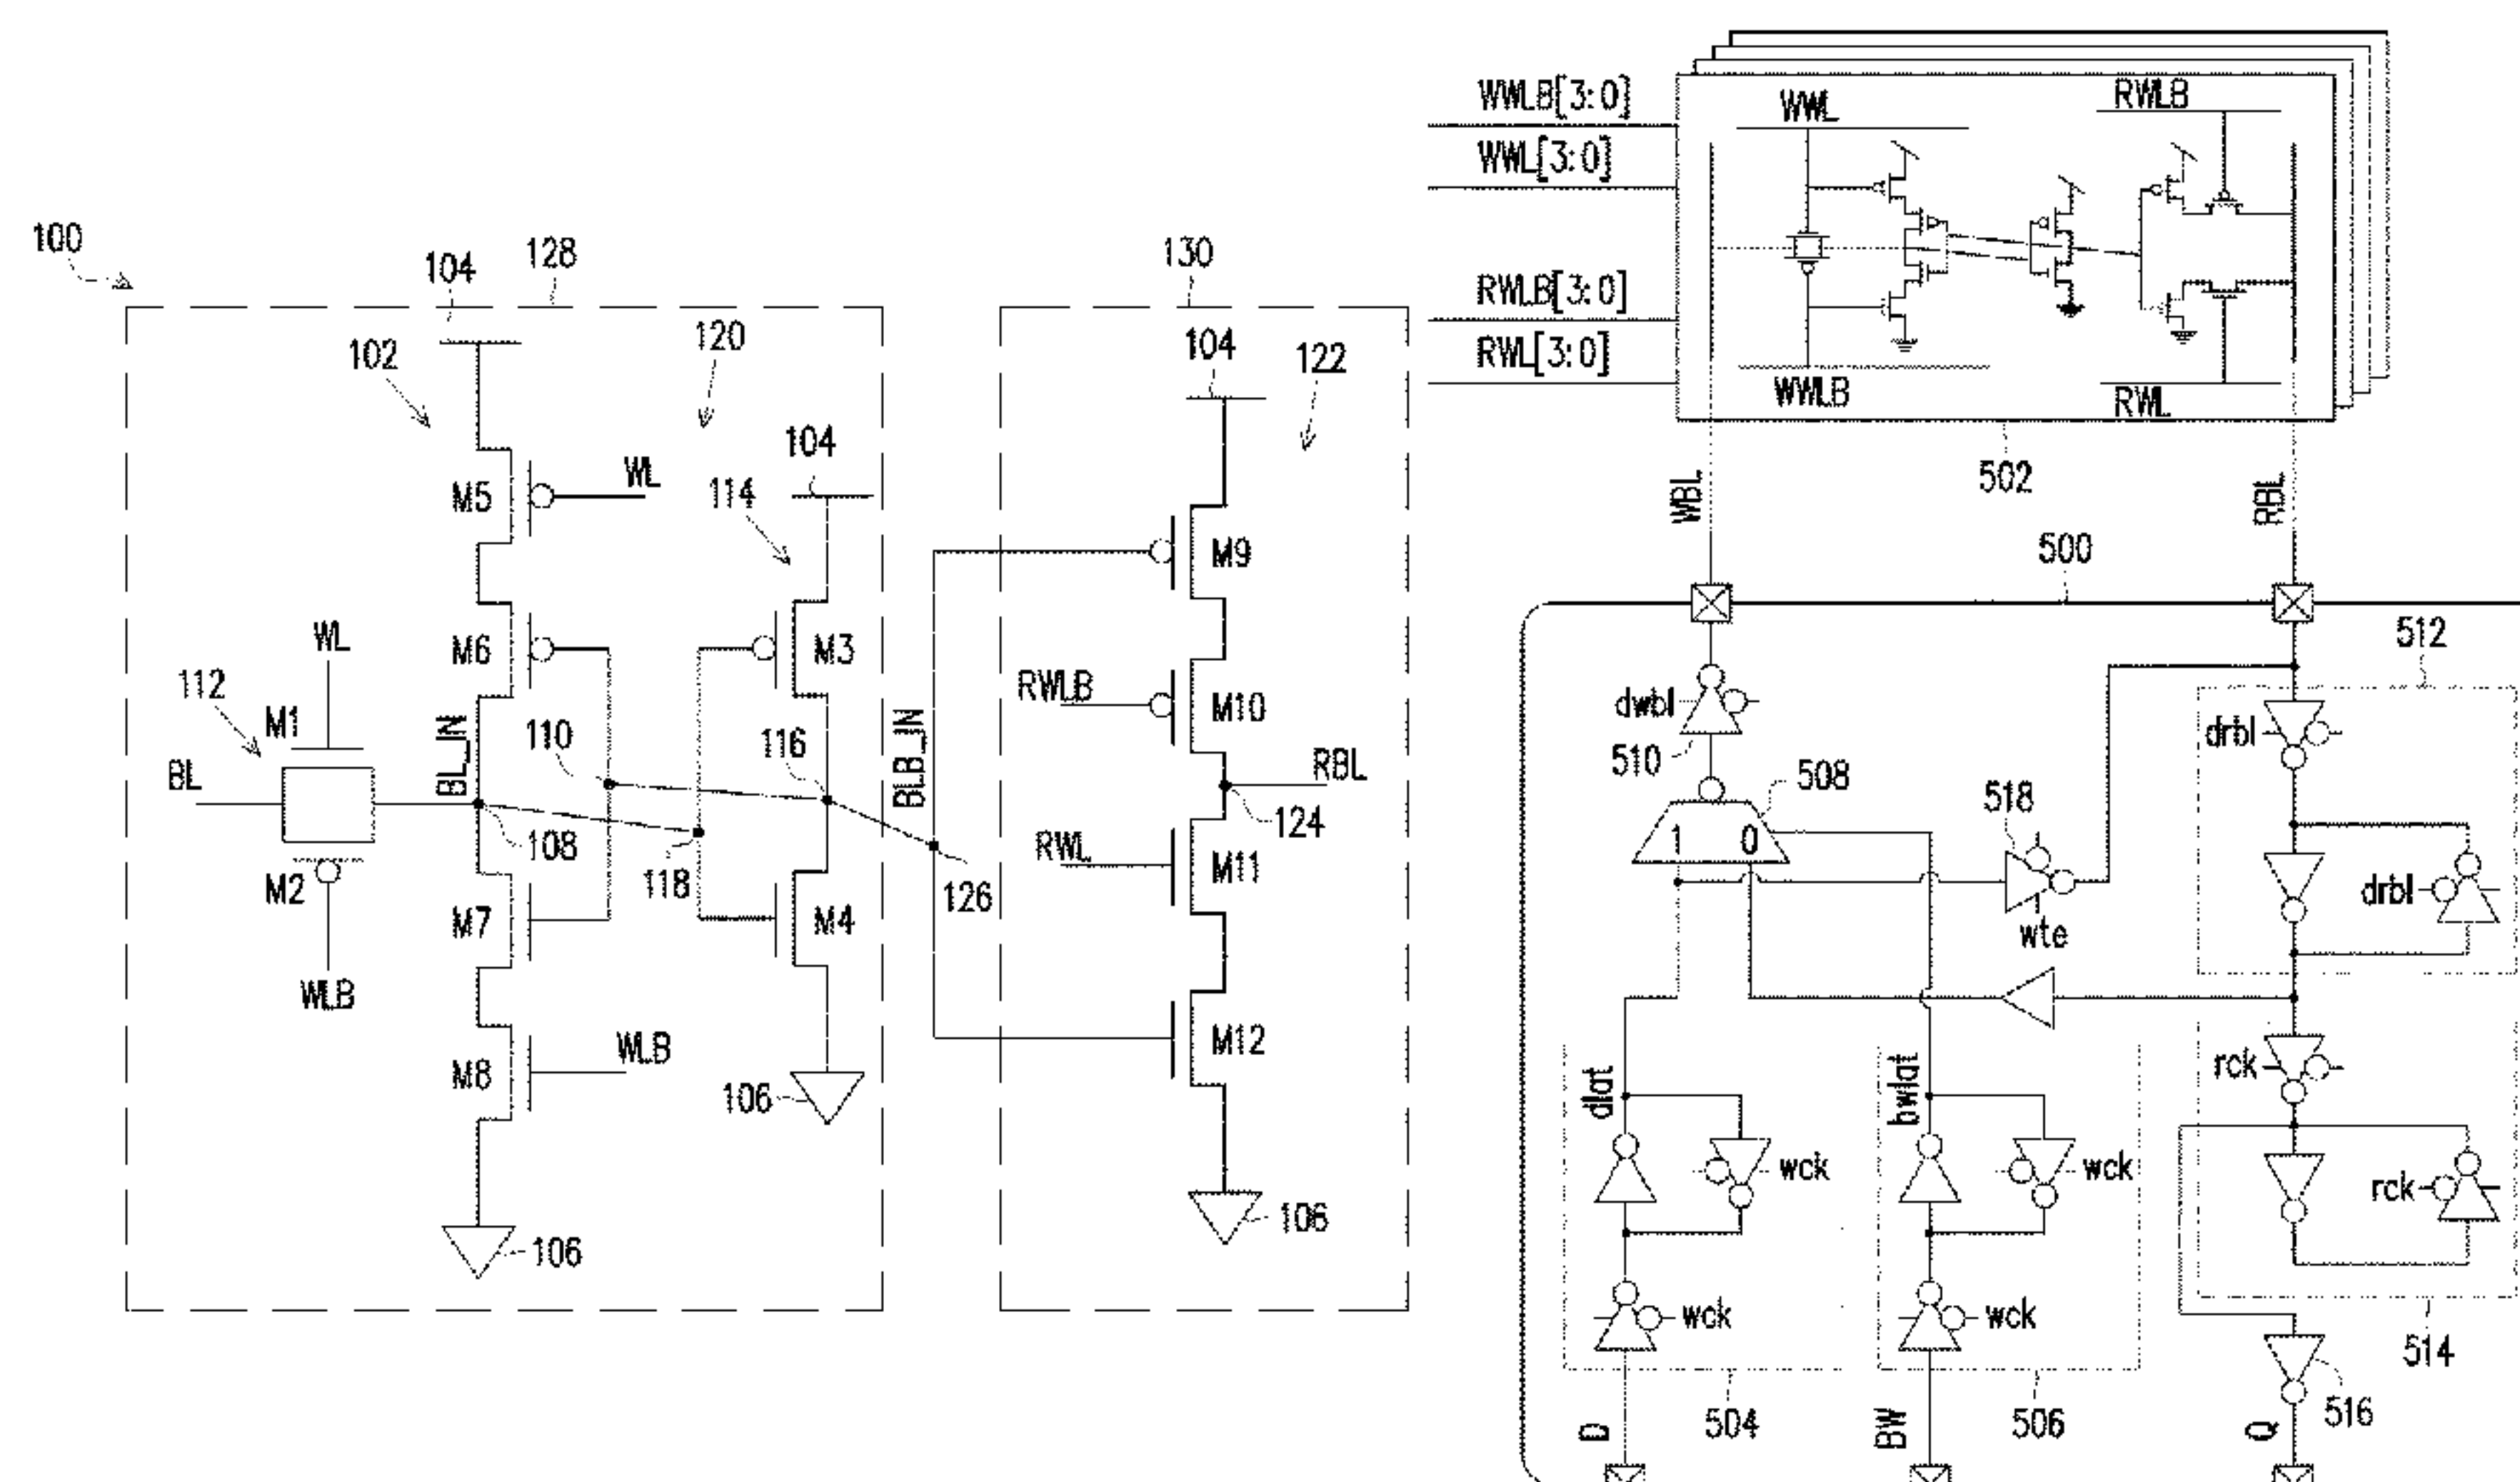 100
104
128
102
120
M5
WL
114
104
M6
M3
WL
112
M1
BL
BL_IN
110
116
108
118
M2
WLB
M7
M4
M8
WLB
106
106
130
104
122
M9
RWLB
M10
BLB_IN
RBL
124
RWL
M11
126
M12
106
WWLB[3:0]
WWL[3:0]
RWLB[3:0]
RWL[3:0]
WWL
RWLB
WWLB
RWL
502
WBL
RBL
500
512
dwbl
510
508
1 0
518
wte
drbl
drbl
dlat
bwlat
rck
wck
wck
rck
wck
wck
504
506
514
516
D
BW
Q